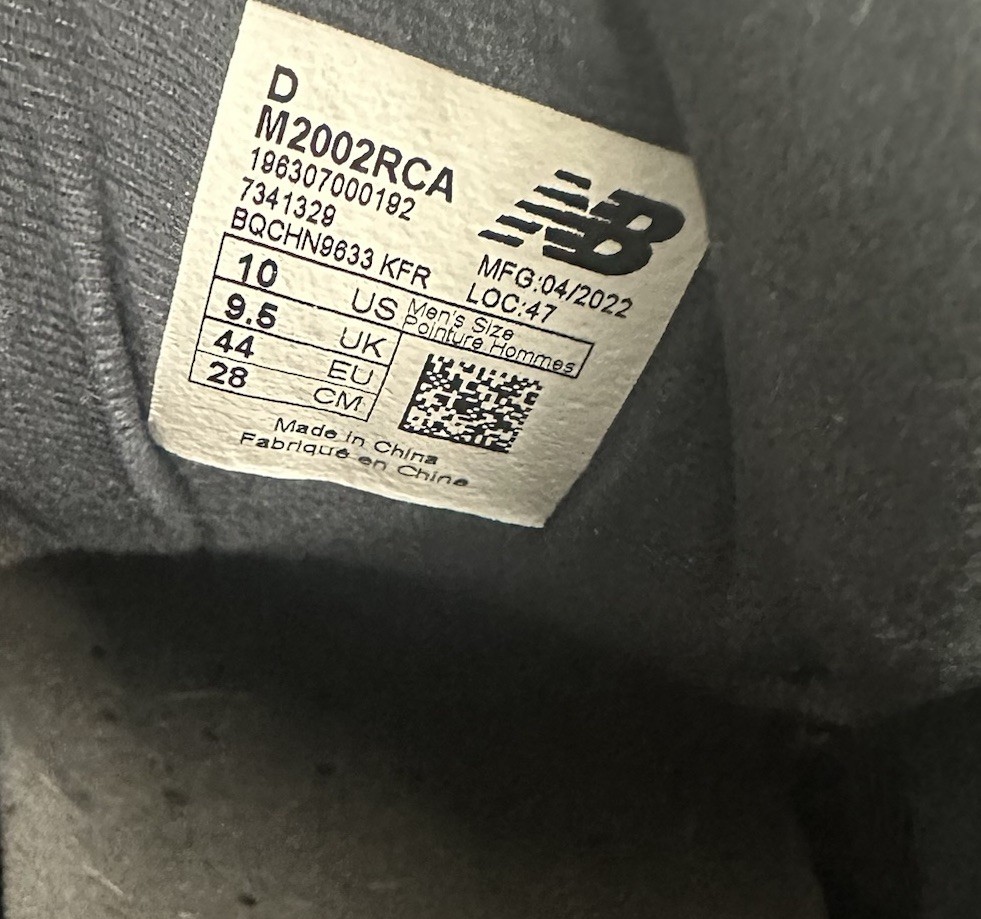 D
M2002RCA
196307000192
7341329
BQCHN9633 KFR
NB
MFG:04/2022
LOC:47
10 US
Men's Size
Pointure Hommes
9.5 UK
44 EU
28 CM
Made in China
Fabriqué en Chine